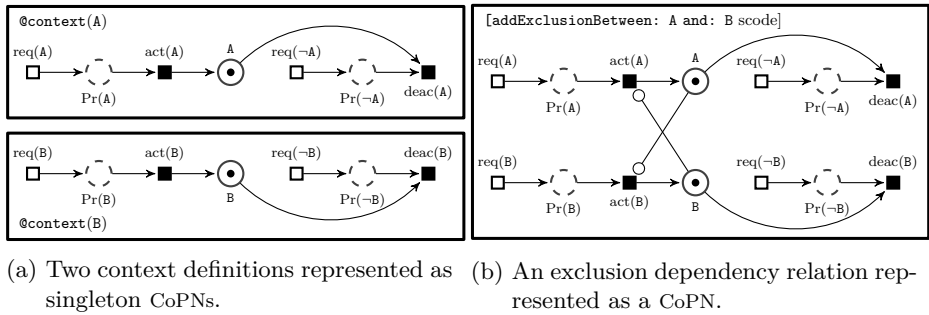 @context(A)
req(A) act(A) A req(¬A)
Pr(A) Pr(¬A) deac(A)
req(B) act(B) req(¬B) deac(B)
Pr(B) B Pr(¬B)
@context(B)
(a) Two context definitions represented as
singleton CoPNs.
[addExclusionBetween: A and: B scode]
req(A) act(A) A req(¬A)
Pr(A) Pr(¬A) deac(A)
req(B) req(¬B) deac(B)
Pr(B) act(B) B Pr(¬B)
(b) An exclusion dependency relation rep-
resented as a CoPN.